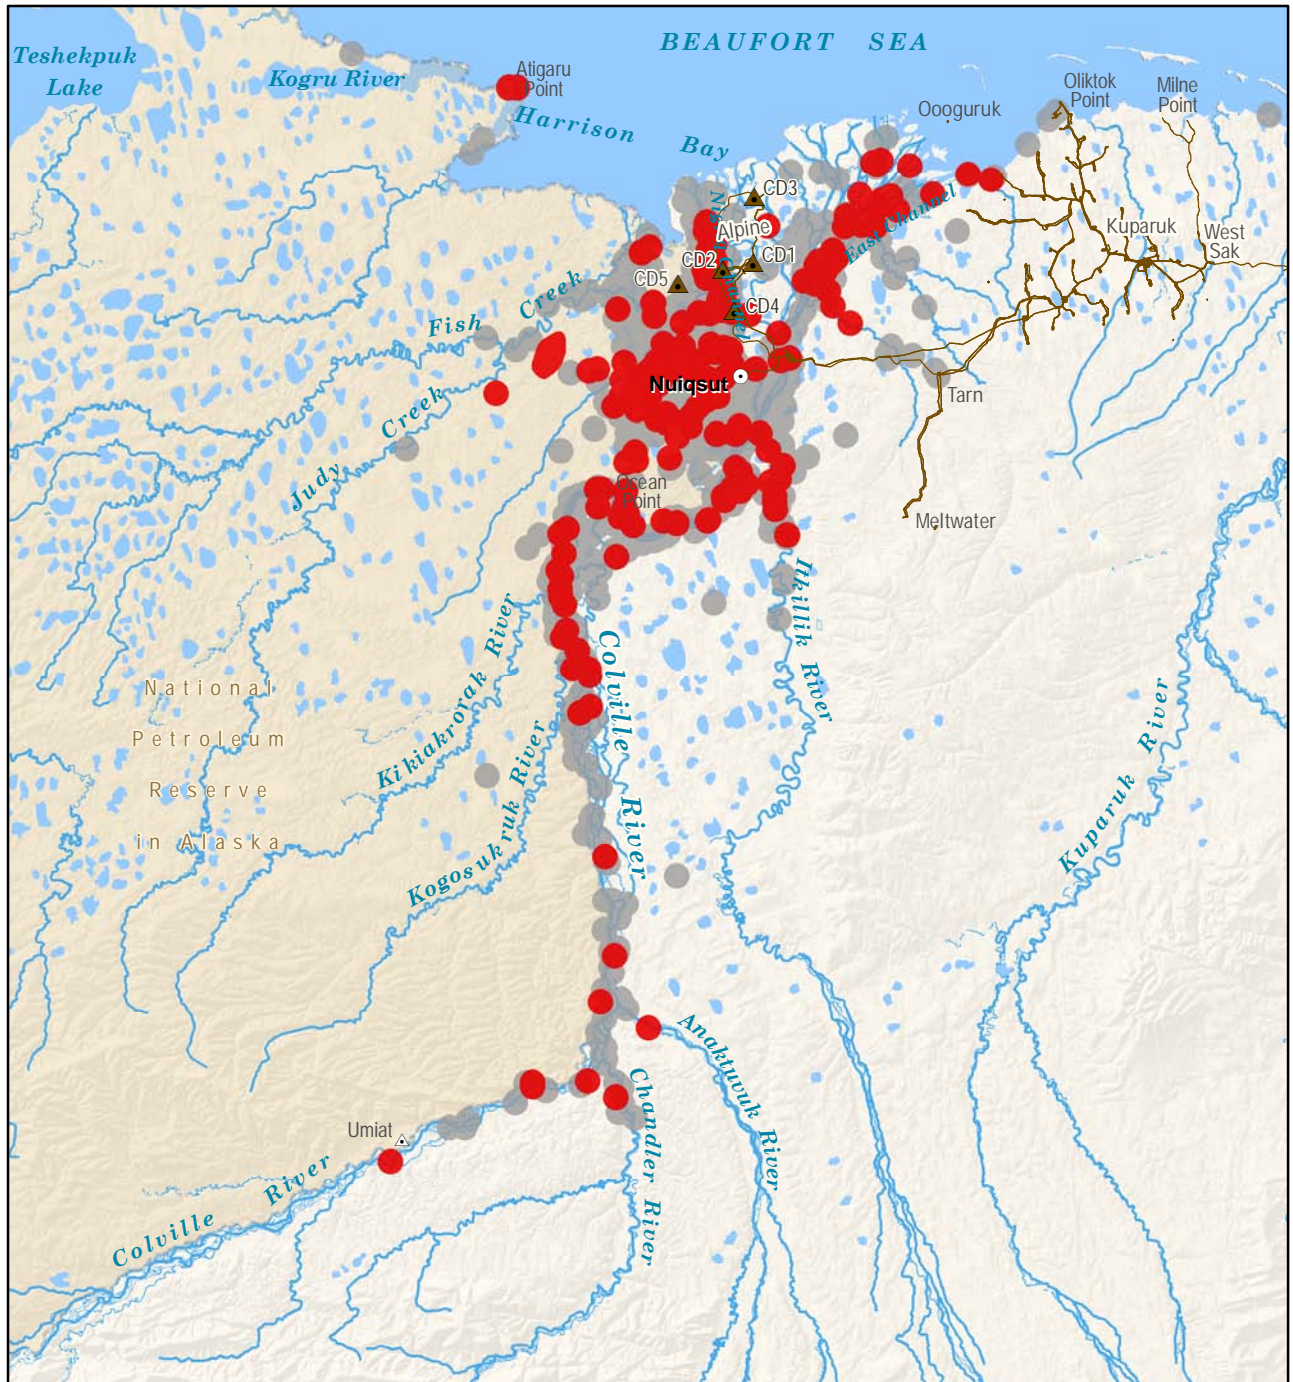 BEAUFORT SEA
Teshekpuk
Lake
Kogru River
Atigaru
Point
Harrison Bay
Oooguruk
Oliktok
Point
Milne
Point
CD3
Alpine
East Channel
Kuparuk
West
Sak
CD2
CD1
CD5
CD4
Fish Creek
Nuiqsut
Tarn
Judy Creek
Ocean
Point
Meltwater
Itkillik River
Colville River
Kikiakrorak River
Kogosukruk River
Kuparuk River
National
Petroleum
Reserve
in Alaska
Anaktuvuk River
Chandler River
Umiat
Colville River